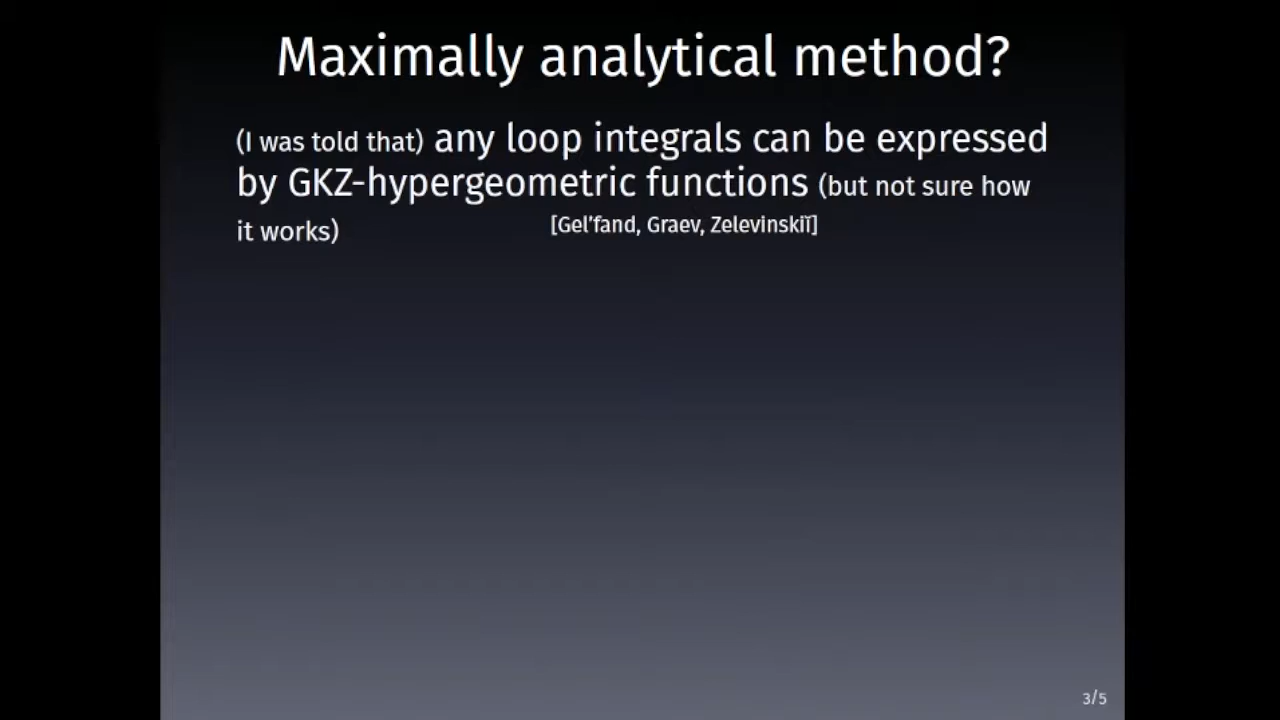 Maximally analytical method?
(I was told that) any loop integrals can be expressed
by GKZ-hypergeometric functions (but not sure how
it works) [Gel'fand, Graev, Zelevinskiĭ]
3/5